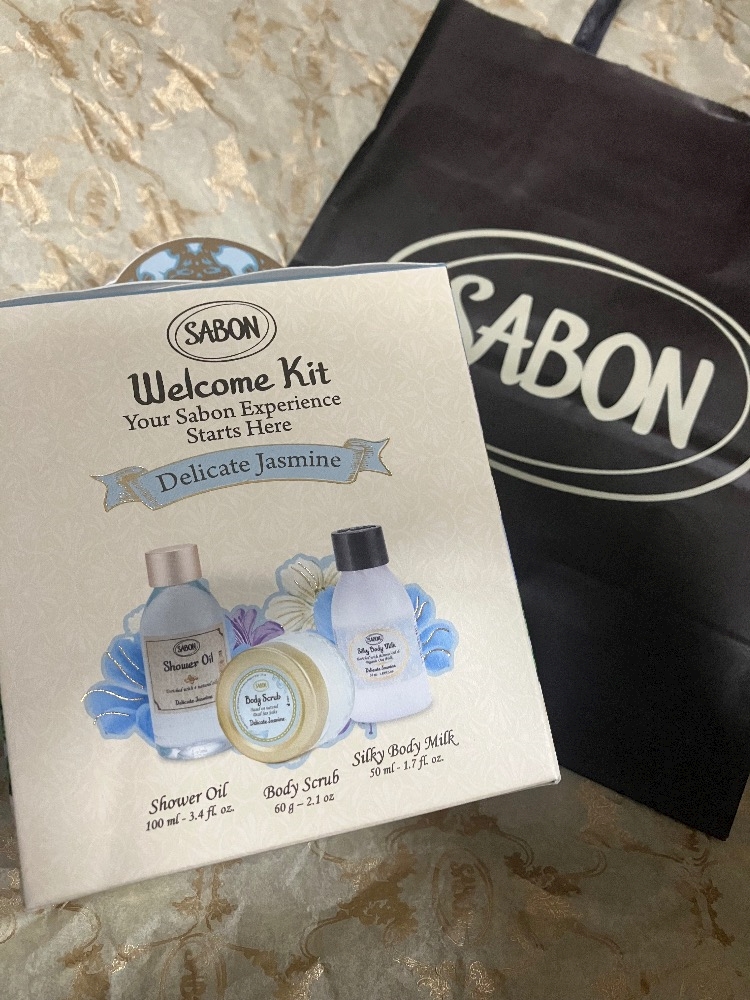 SABON
Welcome Kit
Your Sabon Experience
Starts Here
Delicate Jasmine
SABON
Shower Oil
Delicate Jasmine
SABON
Body Scrub
Delicate Jasmine
SABON
Silky Body Milk
Delicate Jasmine
Shower Oil
100 ml - 3.4 fl. oz.
Body Scrub
60 g – 2.1 oz
Silky Body Milk
50 ml - 1.7 fl. oz.
SABON